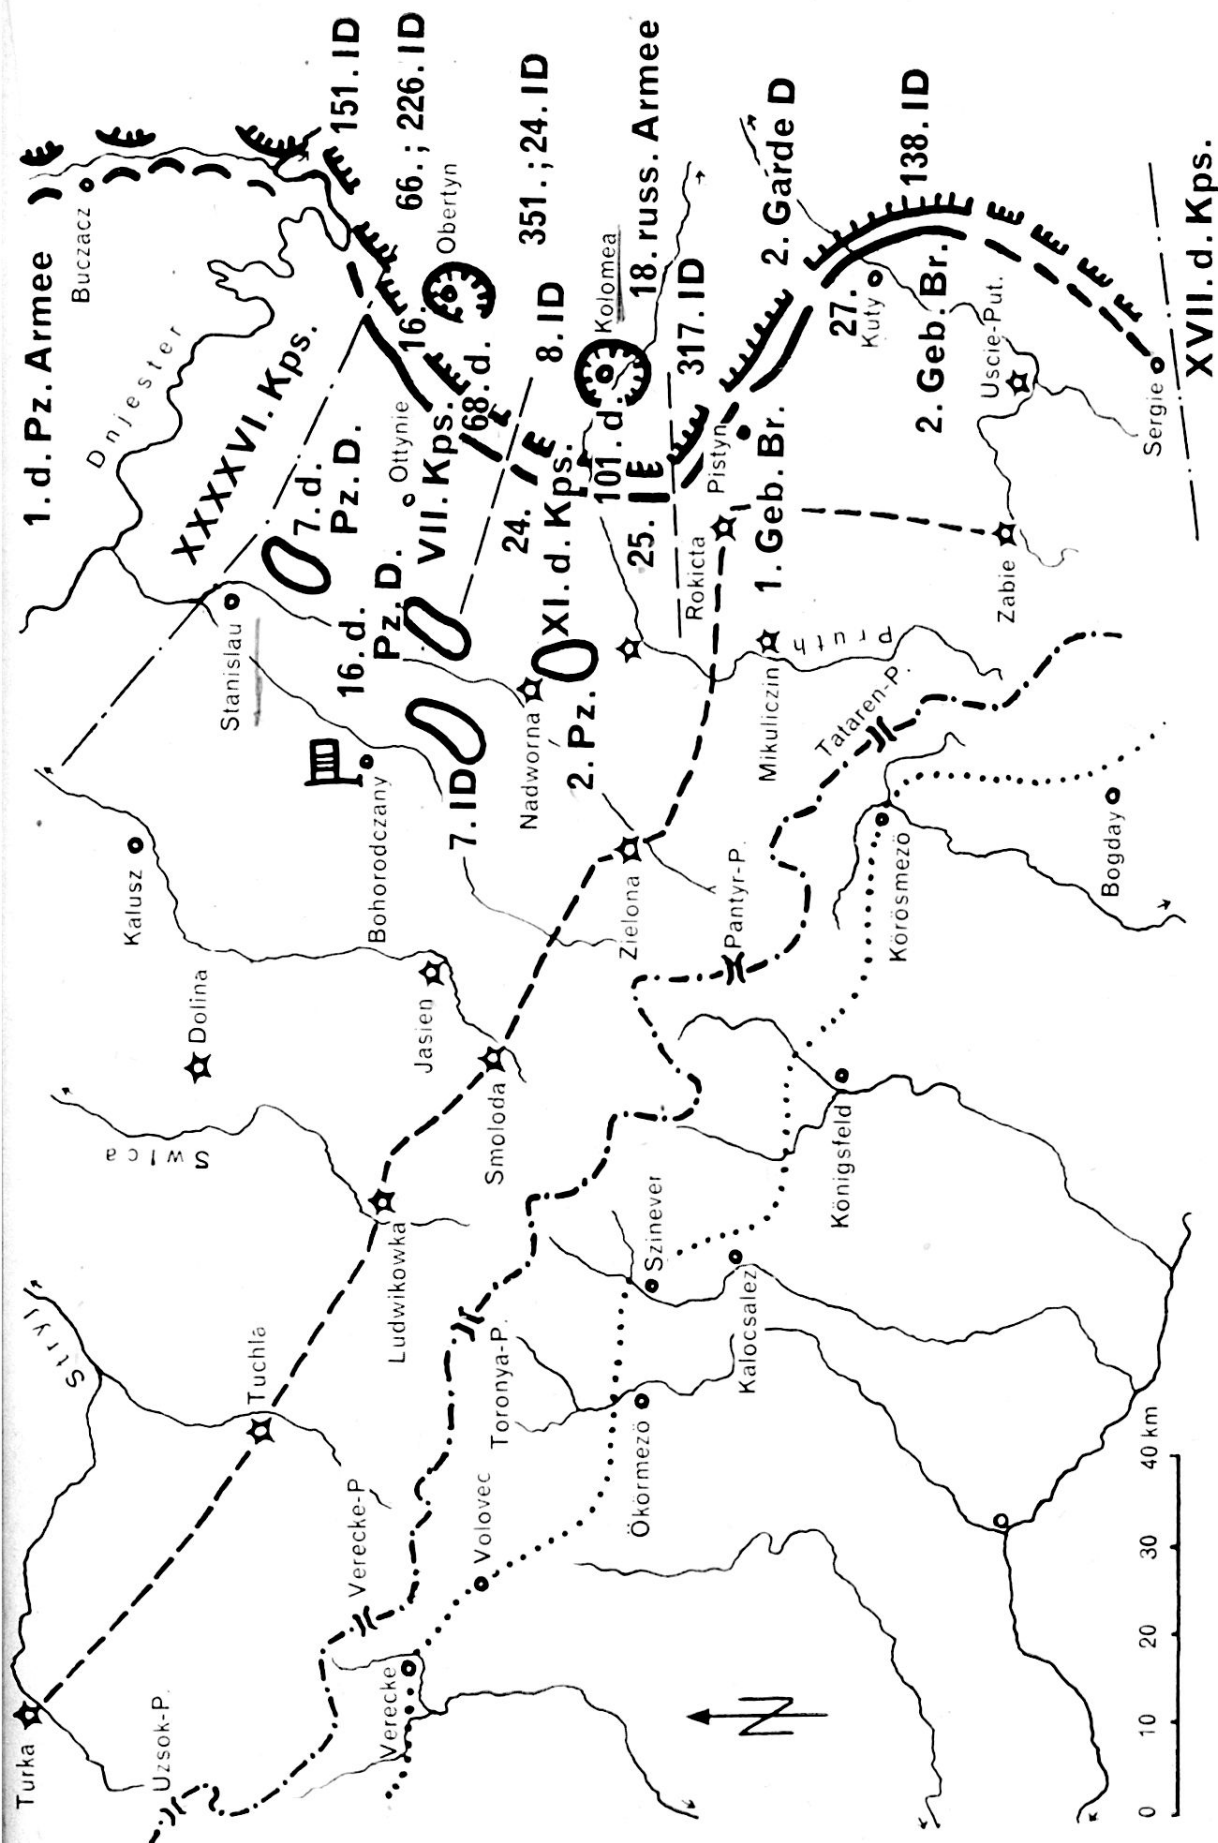 1. d. Pz. Armee
Buczacz
Dnjester
XXXXVI. Kps.
151. ID
66.; 226. ID
Obertyn
16.
Stanislau
7. d.
Pz. D.
Ottynie
VII. Kps.
68. d.
351.; 24. ID
8. ID
Kolomea
18. russ. Armee
16. d.
Pz. D.
24.
XI. d. Kps.
101. d.
25.
317. ID
Pistyn
2. Garde D
138. ID
27.
Kuty
2. Geb. Br.
Uscie-Put.
Sergie
XVII. d. Kps.
Rokicta
1. Geb. Br.
Zabie
Pruth
Mikuliczin
Tataren-P.
Kalusz
Bohorodczany
7. ID
Nadworna
2. Pz.
Dolina
Jasien
Zielona
Pantyr-P.
Körösmezö
Bogday
Swica
Smoloda
Königsfeld
Stryj
Tuchla
Ludwikowka
Szinever
Kalocsalez
Toronya-P.
Ökörmezö
Volovec
Verecke-P
Verecke
Turka
Uzsok-P.
N
0 10 20 30 40 km